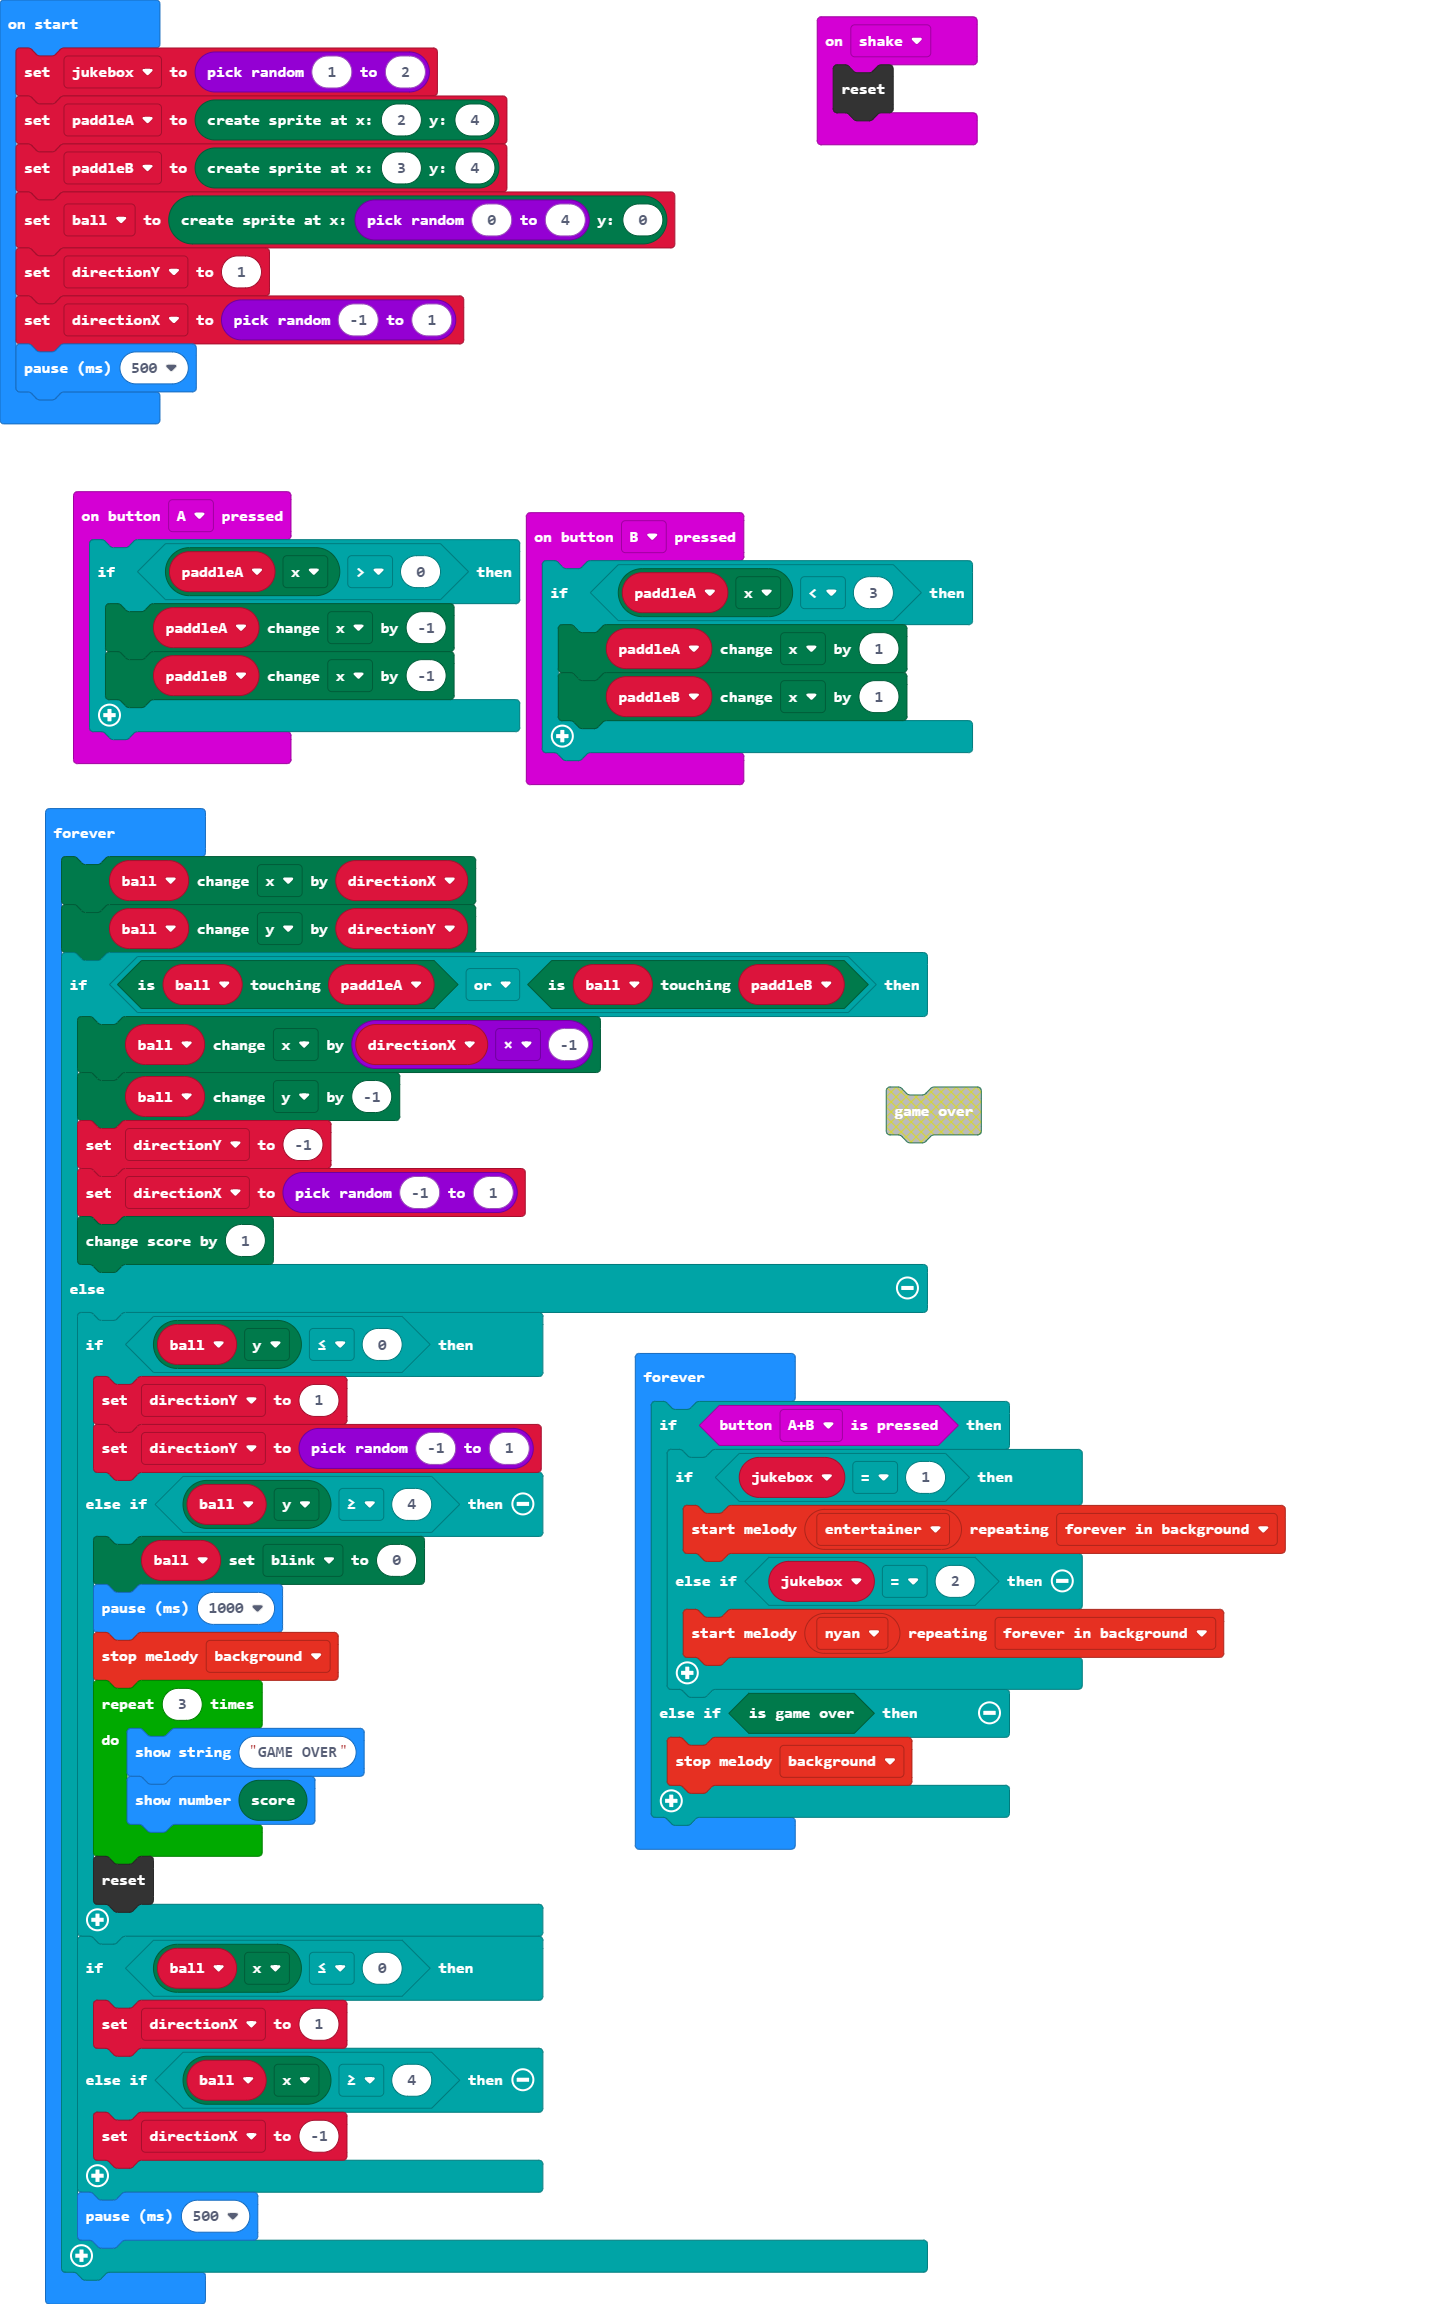 on start
set jukebox to pick random 1 to 2
set paddleA to create sprite at x: 2 y: 4
set paddleB to create sprite at x: 3 y: 4
set ball to create sprite at x: pick random 0 to 4 y: 0
set directionY to 1
set directionX to pick random -1 to 1
pause (ms) 500
on shake
reset
on button A pressed
if paddleA x > 0 then
paddleA change x by -1
paddleB change x by -1
on button B pressed
if paddleA x < 3 then
paddleA change x by 1
paddleB change x by 1
forever
ball change x by directionX
ball change y by directionY
if is ball touching paddleA or is ball touching paddleB then
ball change x by directionX × -1
ball change y by -1
set directionY to -1
set directionX to pick random -1 to 1
change score by 1
else
if ball y ≤ 0 then
set directionY to 1
set directionY to pick random -1 to 1
else if ball y ≥ 4 then
ball set blink to 0
pause (ms) 1000
stop melody background
repeat 3 times
do show string "GAME OVER"
show number score
reset
if ball x ≤ 0 then
set directionX to 1
else if ball x ≥ 4 then
set directionX to -1
pause (ms) 500
game over
forever
if button A+B is pressed then
if jukebox = 1 then
start melody entertainer repeating forever in background
else if jukebox = 2 then
start melody nyan repeating forever in background
else if is game over then
stop melody background